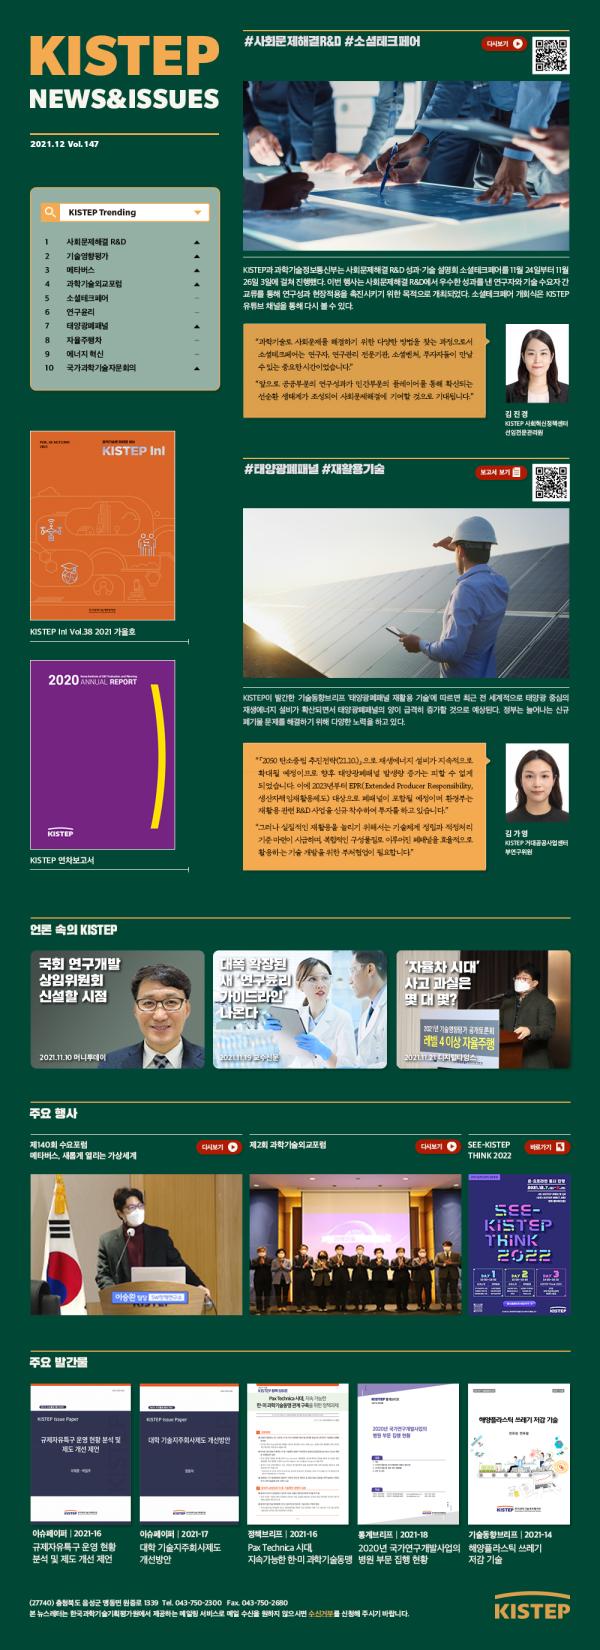 KISTEP
NEWS&ISSUES
2021.12 Vol.147
KISTEP Trending
1 사회문제해결 R&D
2 기술영향평가
3 메타버스
4 과학기술외교포럼
5 소셜테크페어
6 연구윤리
7 태양광폐패널
8 자율주행차
9 에너지 혁신
10 국가과학기술자문회의
KISTEP InI
KISTEP InI Vol.38 2021 가을호
2020 ANNUAL REPORT
KISTEP
KISTEP 연차보고서
#사회문제해결R&D #소셜테크페어
다시보기
KISTEP과 과학기술정보통신부는 사회문제해결 R&D 성과·기술 설명회 소셜테크페어를 11월 24일부터 11월
26일 3일에 걸쳐 진행했다. 이번 행사는 사회문제해결 R&D에서 우수한 성과를 낸 연구자와 기술 수요자 간
교류를 통해 연구성과 현장적용을 촉진시키기 위한 목적으로 개최되었다. 소셜테크페어 개회식은 KISTEP
유튜브 채널을 통해 다시 볼 수 있다.
"과학기술로 사회문제를 해결하기 위한 다양한 방법을 찾는 과정으로서
소셜테크페어는 연구자, 연구관리 전문기관, 소셜벤처, 투자자들이 만날
수 있는 중요한 시간이었습니다."
"앞으로 공공부문의 연구성과가 민간부문의 플레이어를 통해 확산되는
선순환 생태계가 조성되어 사회문제해결에 기여할 것으로 기대됩니다."
김 진 경
KISTEP 사회혁신정책센터
선임전문관리원
#태양광폐패널 #재활용기술
보고서 보기
KISTEP이 발간한 기술동향브리프 '태양광폐패널 재활용 기술'에 따르면 최근 전 세계적으로 태양광 중심의
재생에너지 설비가 확산되면서 태양광폐패널의 양이 급격히 증가할 것으로 예상된다. 정부는 늘어나는 신규
폐기물 문제를 해결하기 위해 다양한 노력을 하고 있다.
"「2050 탄소중립 추진전략('21.10.)」으로 재생에너지 설비가 지속적으로
확대될 예정이므로 향후 태양광폐패널 발생량 증가는 피할 수 없게
되었습니다. 이에 2023년부터 EPR(Extended Producer Responsibility,
생산자책임재활용제도) 대상으로 폐패널이 포함될 예정이며 환경부는
재활용 관련 R&D 사업을 신규 착수하여 투자를 하고 있습니다."
"그러나 실질적인 재활용률 늘리기 위해서는 기술체계 정립과 적정처리
기준 마련이 시급하며, 복합적인 구성물질로 이루어진 폐패널을 효율적으로
활용하는 기술 개발을 위한 부처협업이 필요합니다."
김 가 영
KISTEP 거대공공사업센터
부연구위원
언론 속의 KISTEP
국회 연구개발
상임위원회
신설할 시점
2021.11.10 머니투데이
대폭 확장된
새 '연구윤리
가이드라인'
나온다
2021.11.19 교수신문
'자율차 시대'
사고 과실은
몇 대 몇?
2021년 기술영향평가 공개토론회
레벨 4 이상 자율주행
2021.11.21 디지털타임스
주요 행사
제140회 수요포럼
메타버스, 새롭게 열리는 가상세계
다시보기
이승환 팀장
제2회 과학기술외교포럼
다시보기
SEE-KISTEP
THINK 2022
바로가기
SEE-
KISTEP
THINK
2022
DAY 1
DAY 2
DAY 3
KISTEP
주요 발간물
KISTEP Issue Paper
규제자유특구 운영 현황 분석 및
제도 개선 제언
이슈페이퍼 | 2021-16
규제자유특구 운영 현황
분석 및 제도 개선 제언
KISTEP Issue Paper
대학 기술지주회사제도 개선방안
이슈페이퍼 | 2021-17
대학 기술지주회사제도
개선방안
Pax Technica 시대, 지속 가능한
한·미 과학기술동맹 관계 구축을 위한 정책과제
정책브리프 | 2021-16
Pax Technica 시대,
지속가능한 한·미 과학기술동맹
2020년 국가연구개발사업의
병원 부문 집행 현황
통계브리프 | 2021-18
2020년 국가연구개발사업의
병원 부문 집행 현황
해양플라스틱 쓰레기 저감 기술
기술동향브리프 | 2021-14
해양플라스틱 쓰레기
저감 기술
(27740) 충청북도 음성군 맹동면 원중로 1339 Tel. 043-750-2300 Fax. 043-750-2680
본 뉴스레터는 한국과학기술기획평가원에서 제공하는 메일링 서비스로 메일 수신을 원하지 않으시면 수신거부를 신청해 주시기 바랍니다.
KISTEP